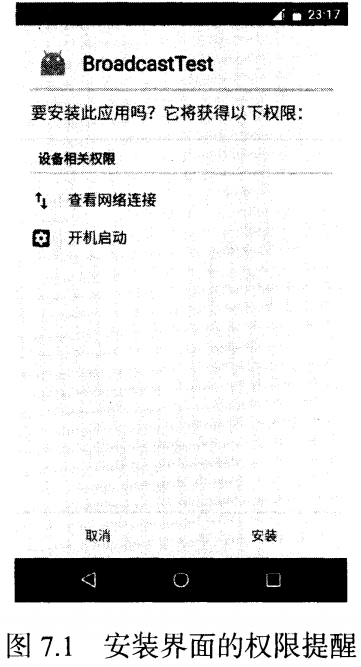 23:17
BroadcastTest
要安装此应用吗？它将获得以下权限：
设备相关权限
查看网络连接
开机启动
取消 安装
图 7.1 安装界面的权限提醒